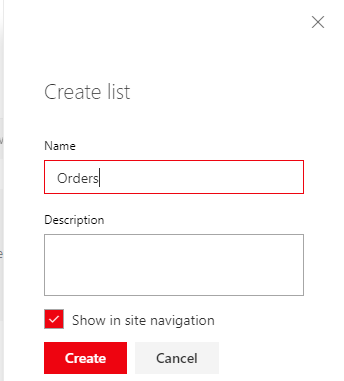 Create list
Name
Orders
Description
Show in site navigation
Create
Cancel